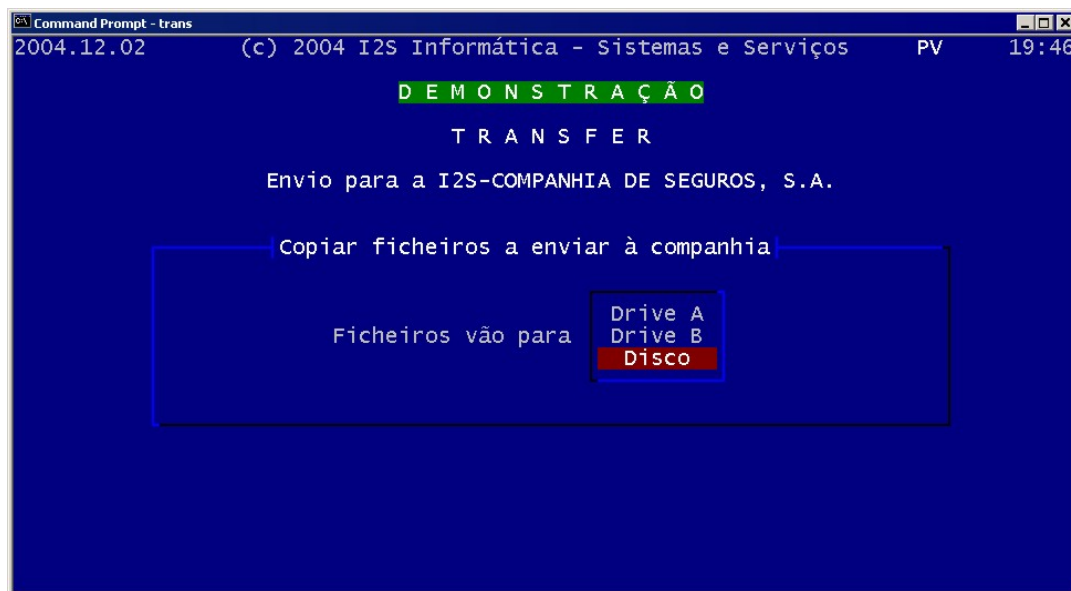 Command Prompt - trans
2004.12.02 (c) 2004 I2S Informática - Sistemas e Serviços PV 19:46
D E M O N S T R A Ç Ã O
T R A N S F E R
Envio para a I2S-COMPANHIA DE SEGUROS, S.A.
Copiar ficheiros a enviar à companhia
Drive A
Ficheiros vão para Drive B
Disco